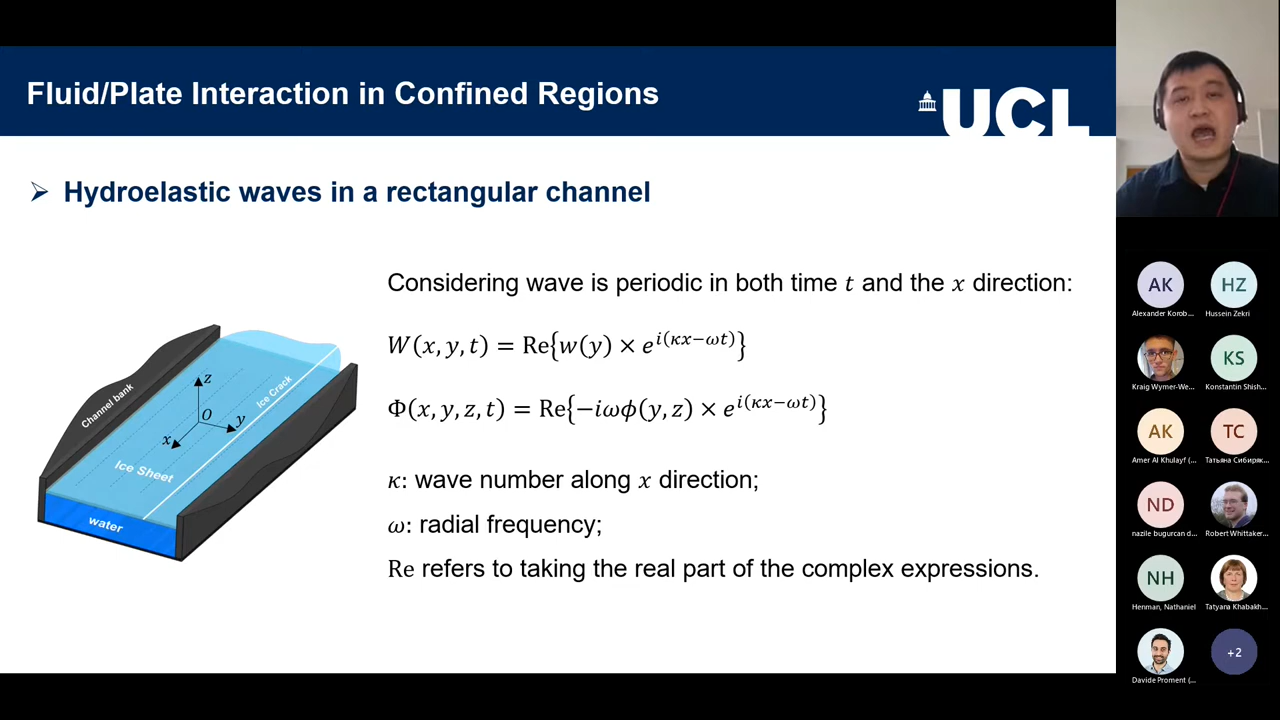 Fluid/Plate Interaction in Confined Regions
UCL
➢ Hydroelastic waves in a rectangular channel
Considering wave is periodic in both time t and the x direction:
W(x, y, t) = Re{w(y) × e^{i(κx−ωt)}}
Φ(x, y, z, t) = Re{−iωϕ(y, z) × e^{i(κx−ωt)}}
κ: wave number along x direction;
ω: radial frequency;
Re refers to taking the real part of the complex expressions.
Channel bank
z
Ice Crack
O
y
x
Ice Sheet
water
AK
HZ
Alexander Korob...
Hussein Zekri
KS
Kraig Wymer-We...
Konstantin Shish...
AK
TC
Amer Al Khulayf (...
Татьяна Сибиряк...
ND
nazile bugurcan d...
Robert Whittaker...
NH
Henman, Nathaniel
Tatyana Khabakh...
+2
Davide Proment (...